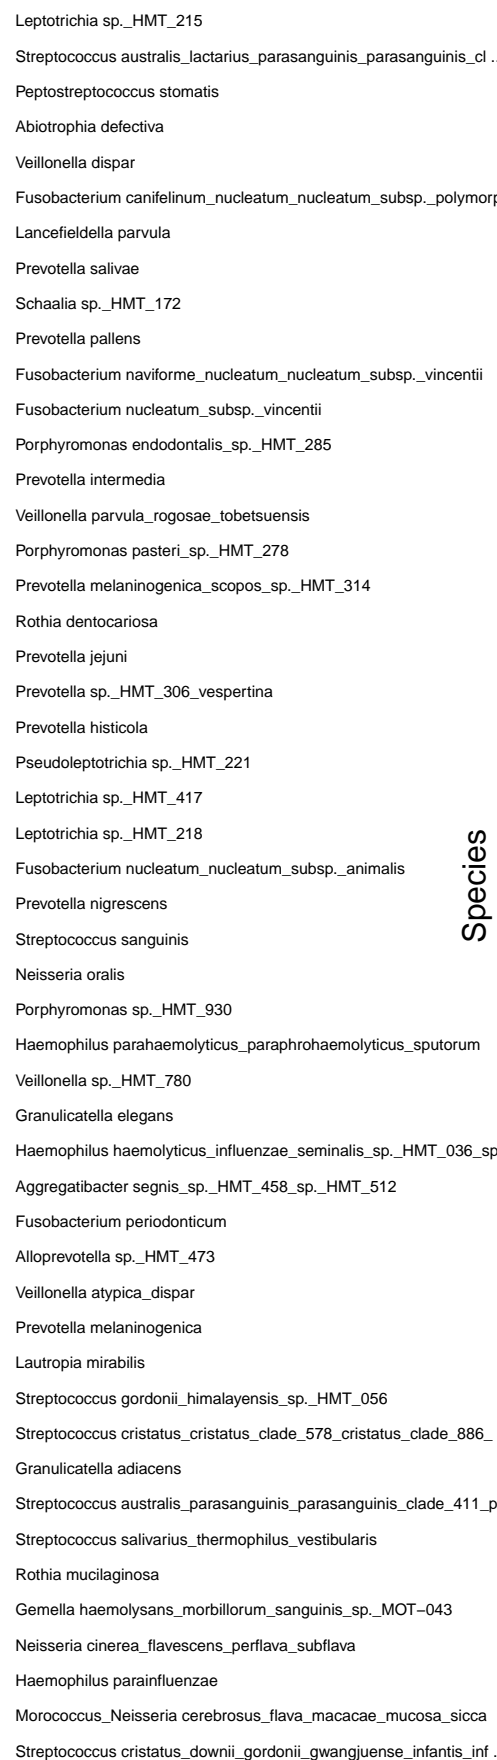 Leptotrichia sp._HMT_215
Streptococcus australis_lactarius_parasanguinis_parasanguinis_cl ..
Peptostreptococcus stomatis
Abiotrophia defectiva
Veillonella dispar
Fusobacterium canifelinum_nucleatum_nucleatum_subsp._polymorp
Lancefieldella parvula
Prevotella salivae
Schaalia sp._HMT_172
Prevotella pallens
Fusobacterium naviforme_nucleatum_nucleatum_subsp._vincentii
Fusobacterium nucleatum_subsp._vincentii
Porphyromonas endodontalis_sp._HMT_285
Prevotella intermedia
Veillonella parvula_rogosae_tobetsuensis
Porphyromonas pasteri_sp._HMT_278
Prevotella melaninogenica_scopos_sp._HMT_314
Rothia dentocariosa
Prevotella jejuni
Prevotella sp._HMT_306_vespertina
Prevotella histicola
Pseudoleptotrichia sp._HMT_221
Leptotrichia sp._HMT_417
Leptotrichia sp._HMT_218
Fusobacterium nucleatum_nucleatum_subsp._animalis
Species
Prevotella nigrescens
Streptococcus sanguinis
Neisseria oralis
Porphyromonas sp._HMT_930
Haemophilus parahaemolyticus_paraphrohaemolyticus_sputorum
Veillonella sp._HMT_780
Granulicatella elegans
Haemophilus haemolyticus_influenzae_seminalis_sp._HMT_036_sp
Aggregatibacter segnis_sp._HMT_458_sp._HMT_512
Fusobacterium periodonticum
Alloprevotella sp._HMT_473
Veillonella atypica_dispar
Prevotella melaninogenica
Lautropia mirabilis
Streptococcus gordonii_himalayensis_sp._HMT_056
Streptococcus cristatus_cristatus_clade_578_cristatus_clade_886_
Granulicatella adiacens
Streptococcus australis_parasanguinis_parasanguinis_clade_411_p
Streptococcus salivarius_thermophilus_vestibularis
Rothia mucilaginosa
Gemella haemolysans_morbillorum_sanguinis_sp._MOT−043
Neisseria cinerea_flavescens_perflava_subflava
Haemophilus parainfluenzae
Morococcus_Neisseria cerebrosus_flava_macacae_mucosa_sicca
Streptococcus cristatus_downii_gordonii_gwangjuense_infantis_inf .